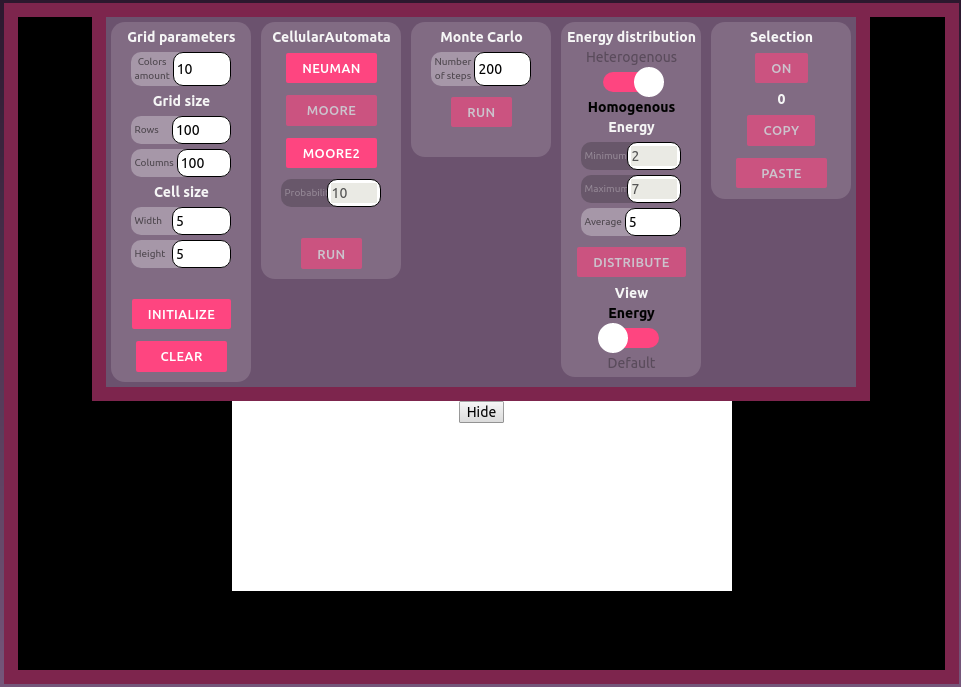 Grid parameters
Colors
amount
10
Grid size
Rows
100
Columns
100
Cell size
Width
5
Height
5
INITIALIZE
CLEAR
CellularAutomata
NEUMAN
MOORE
MOORE2
Probabili
10
RUN
Monte Carlo
Number
of steps
200
RUN
Energy distribution
Heterogenous
Homogenous
Energy
Minimum
2
Maximum
7
Average
5
DISTRIBUTE
View
Energy
Default
Selection
ON
0
COPY
PASTE
Hide